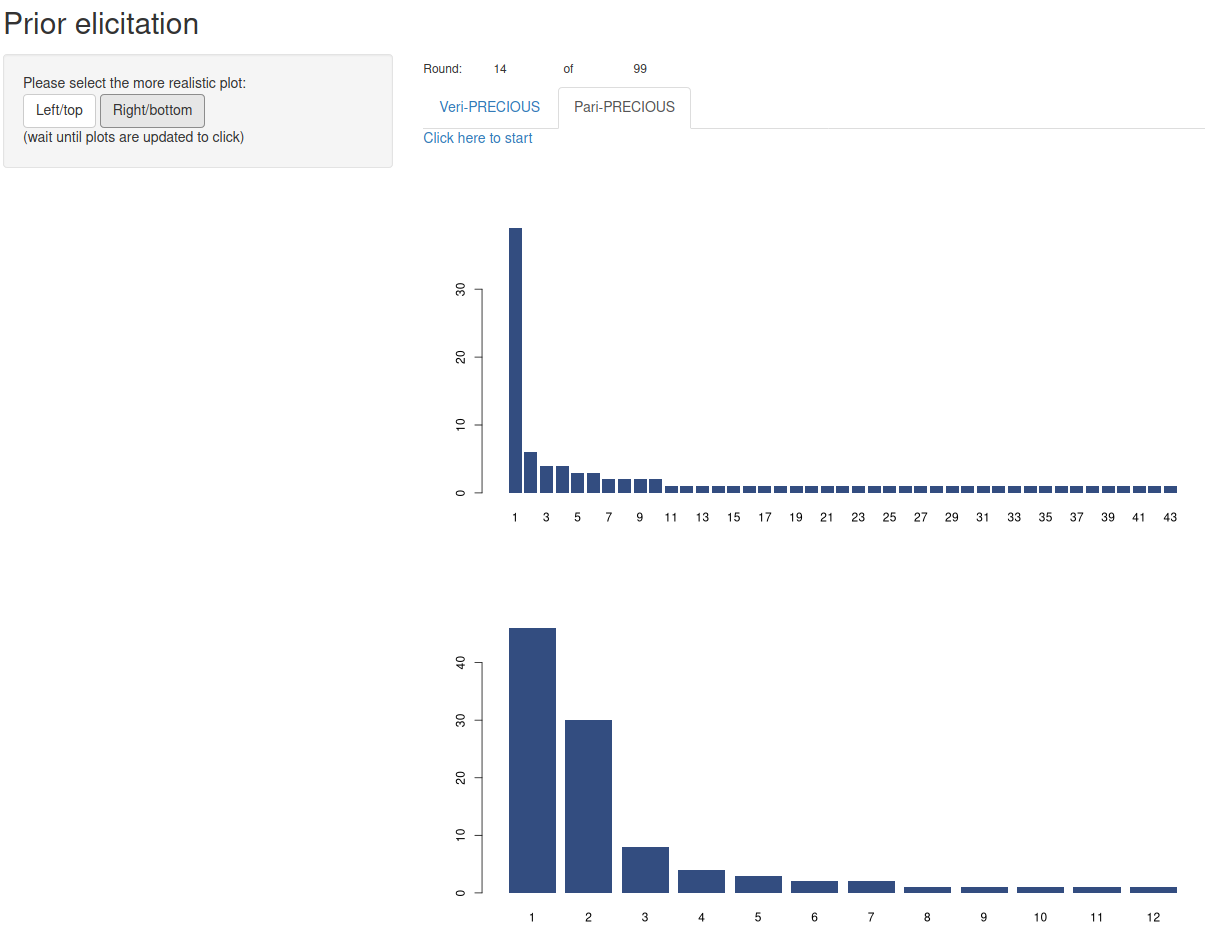 Prior elicitation
Please select the more realistic plot:
Left/top Right/bottom
(wait until plots are updated to click)
Round: 14 of 99
Veri-PRECIOUS Pari-PRECIOUS
Click here to start
30
20
10
0
1 3 5 7 9 11 13 15 17 19 21 23 25 27 29 31 33 35 37 39 41 43
40
30
20
10
0
1 2 3 4 5 6 7 8 9 10 11 12